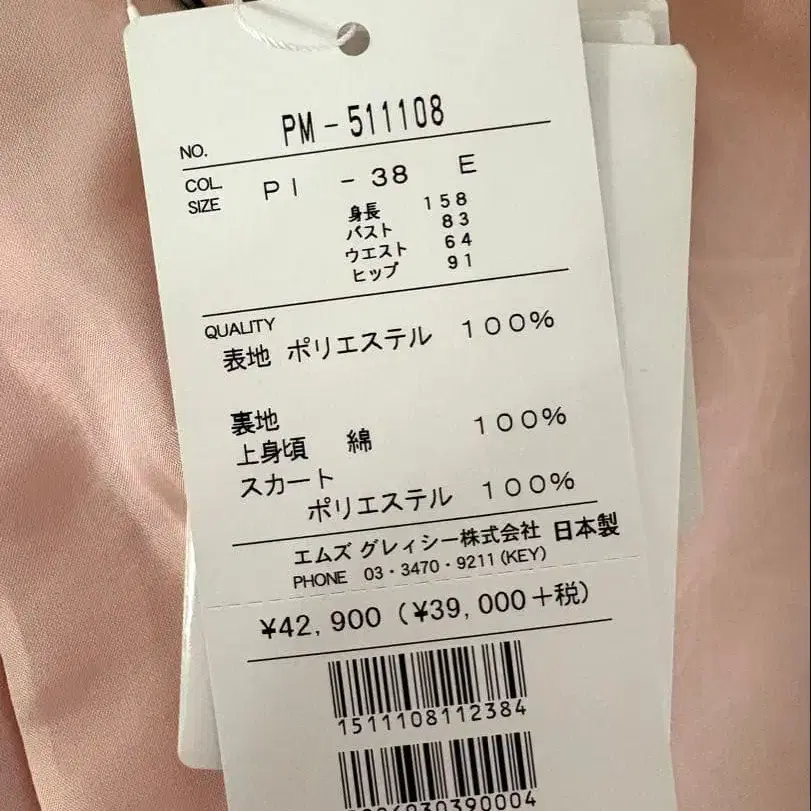 NO. PM-511108
COL. SIZE PI -38 E
身長 158
バスト 83
ウエスト 64
ヒップ 91
QUALITY
表地 ポリエステル 100%
裏地
上身頃 綿 100%
スカート
ポリエステル 100%
エムズ グレィシー株式会社 日本製
PHONE 03・3470・9211(KEY)
¥42,900(¥39,000+税)
1511108112384